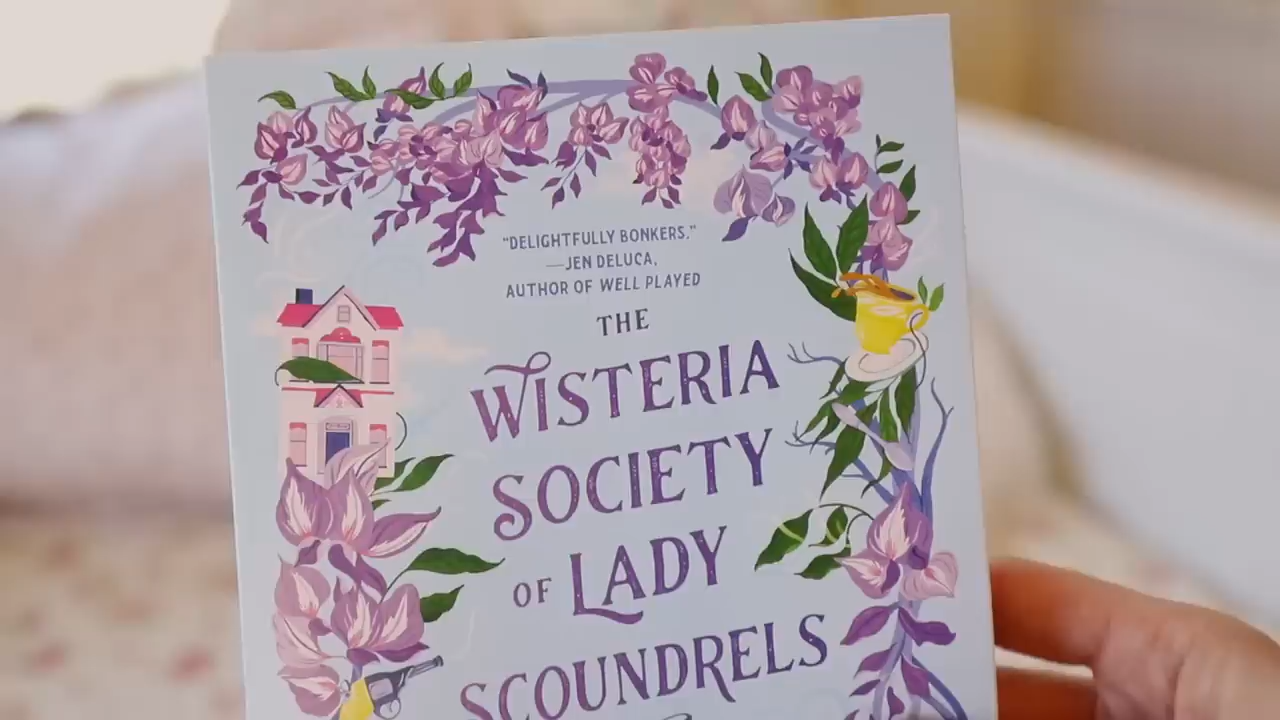 "DELIGHTFULLY BONKERS."
—JEN DELUCA,
AUTHOR OF WELL PLAYED
THE
WISTERIA
SOCIETY
OF LADY
SCOUNDRELS